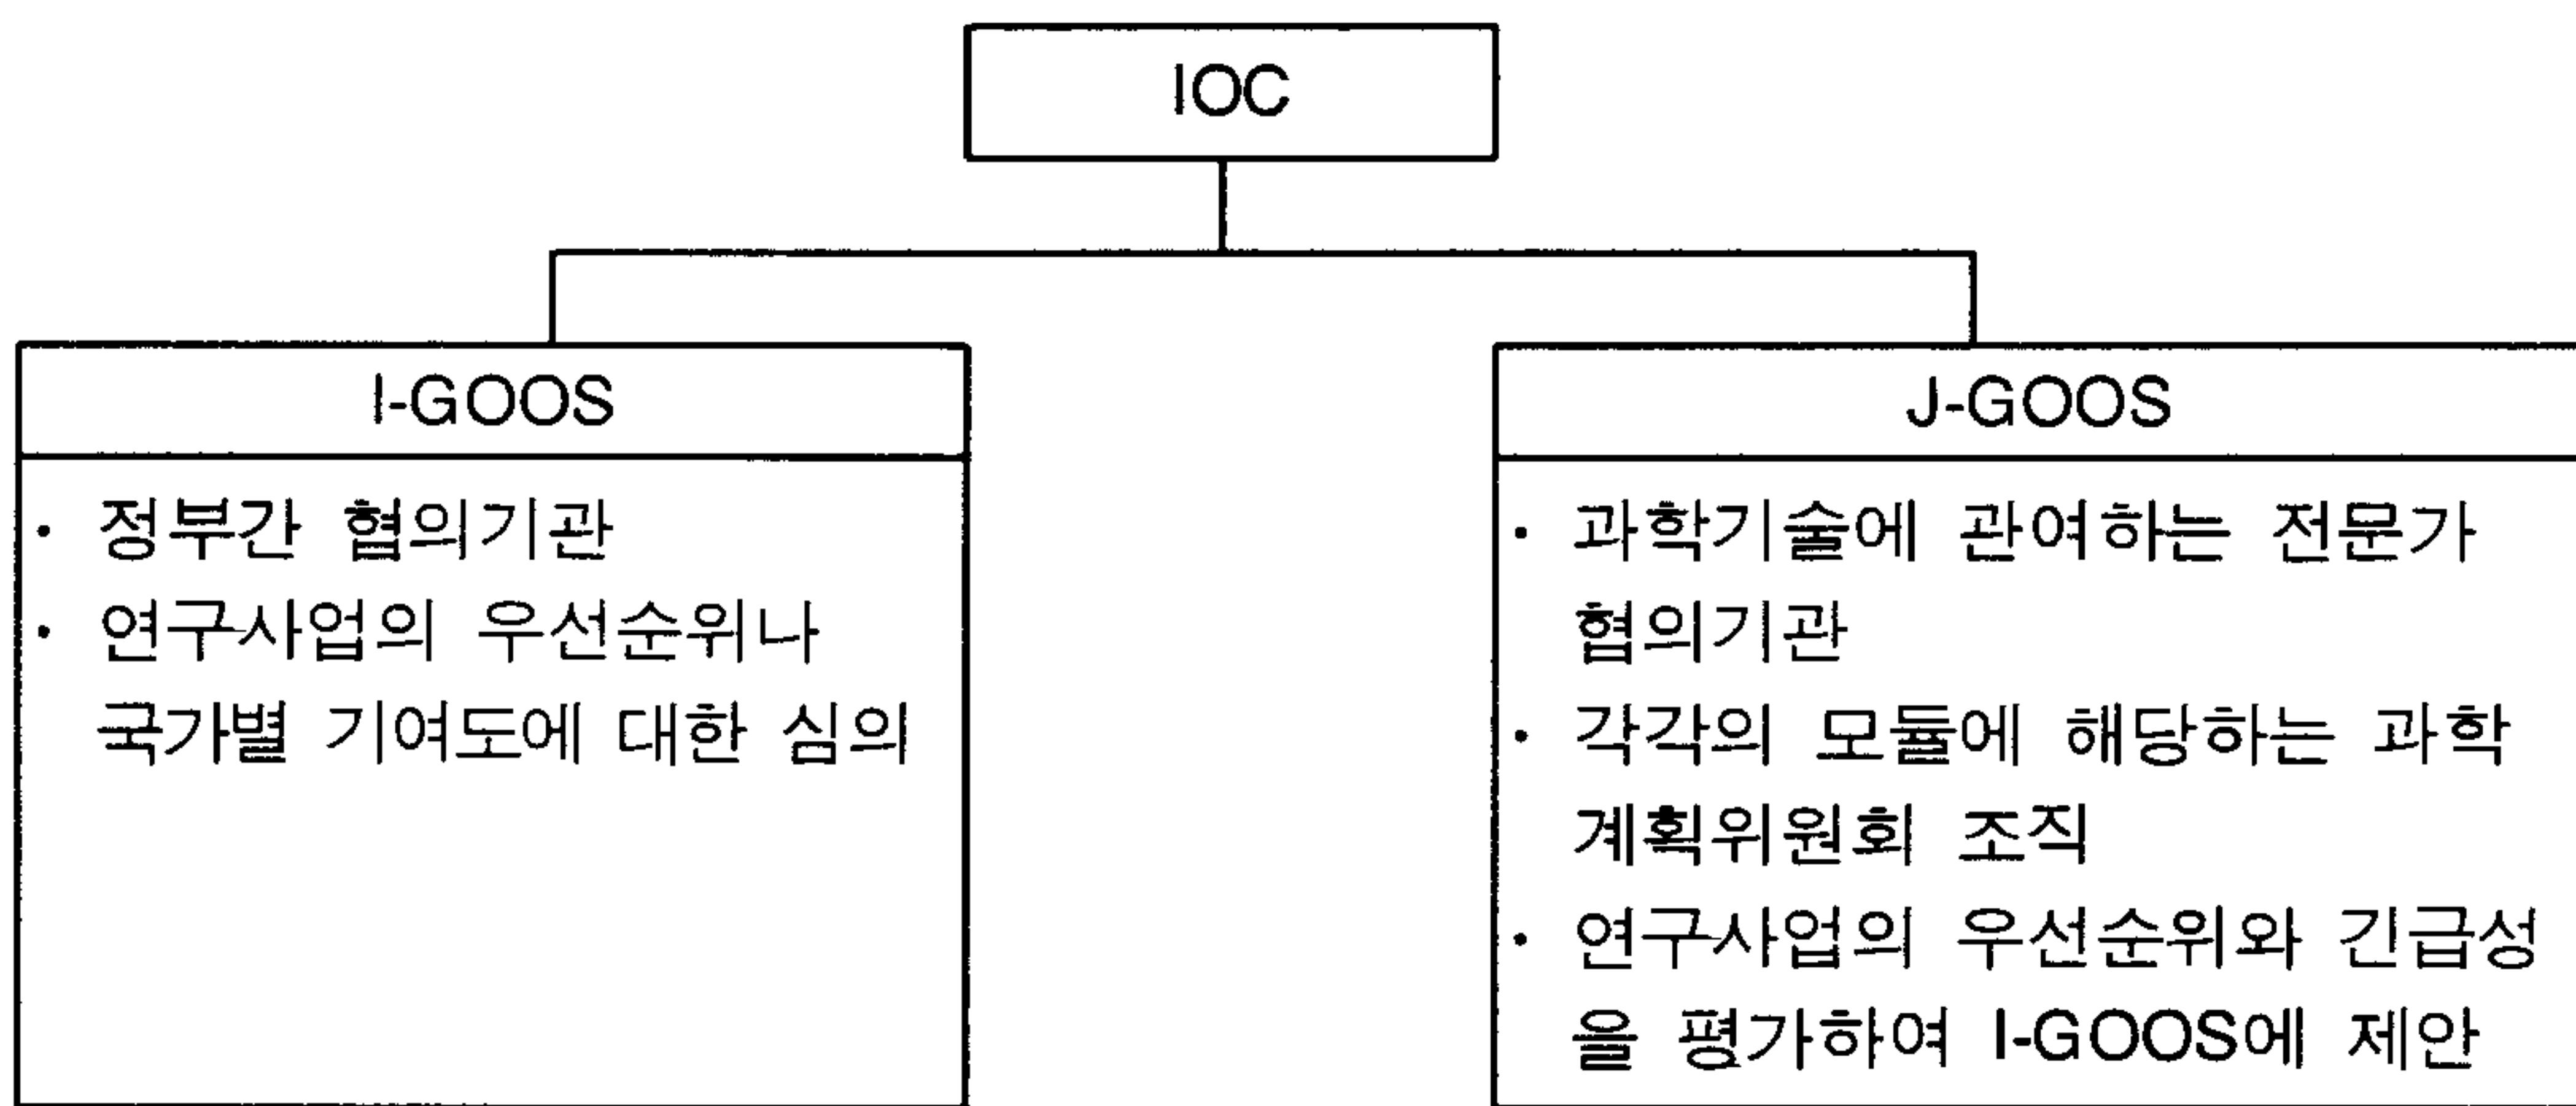 IOC
I-GOOS
· 정부간 협의기관
· 연구사업의 우선순위나
국가별 기여도에 대한 심의
J-GOOS
· 과학기술에 관여하는 전문가
협의기관
· 각각의 모듈에 해당하는 과학
계획위원회 조직
· 연구사업의 우선순위와 긴급성
을 평가하여 I-GOOS에 제안